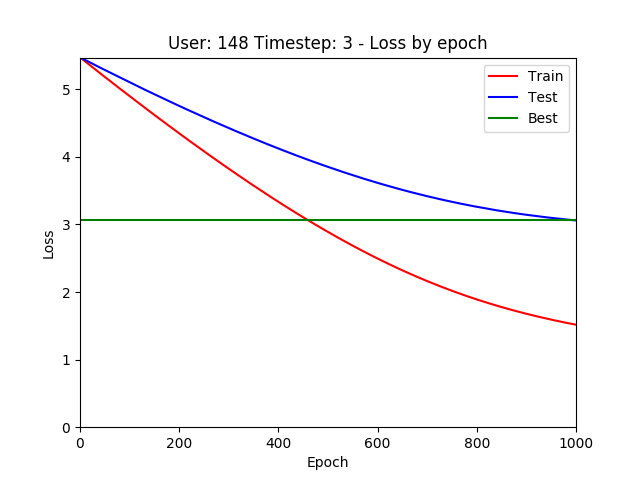 User: 148 Timestep: 3 - Loss by epoch
Train
Test
Best
5
4
3
2
1
0
Loss
0 200 400 600 800 1000
Epoch